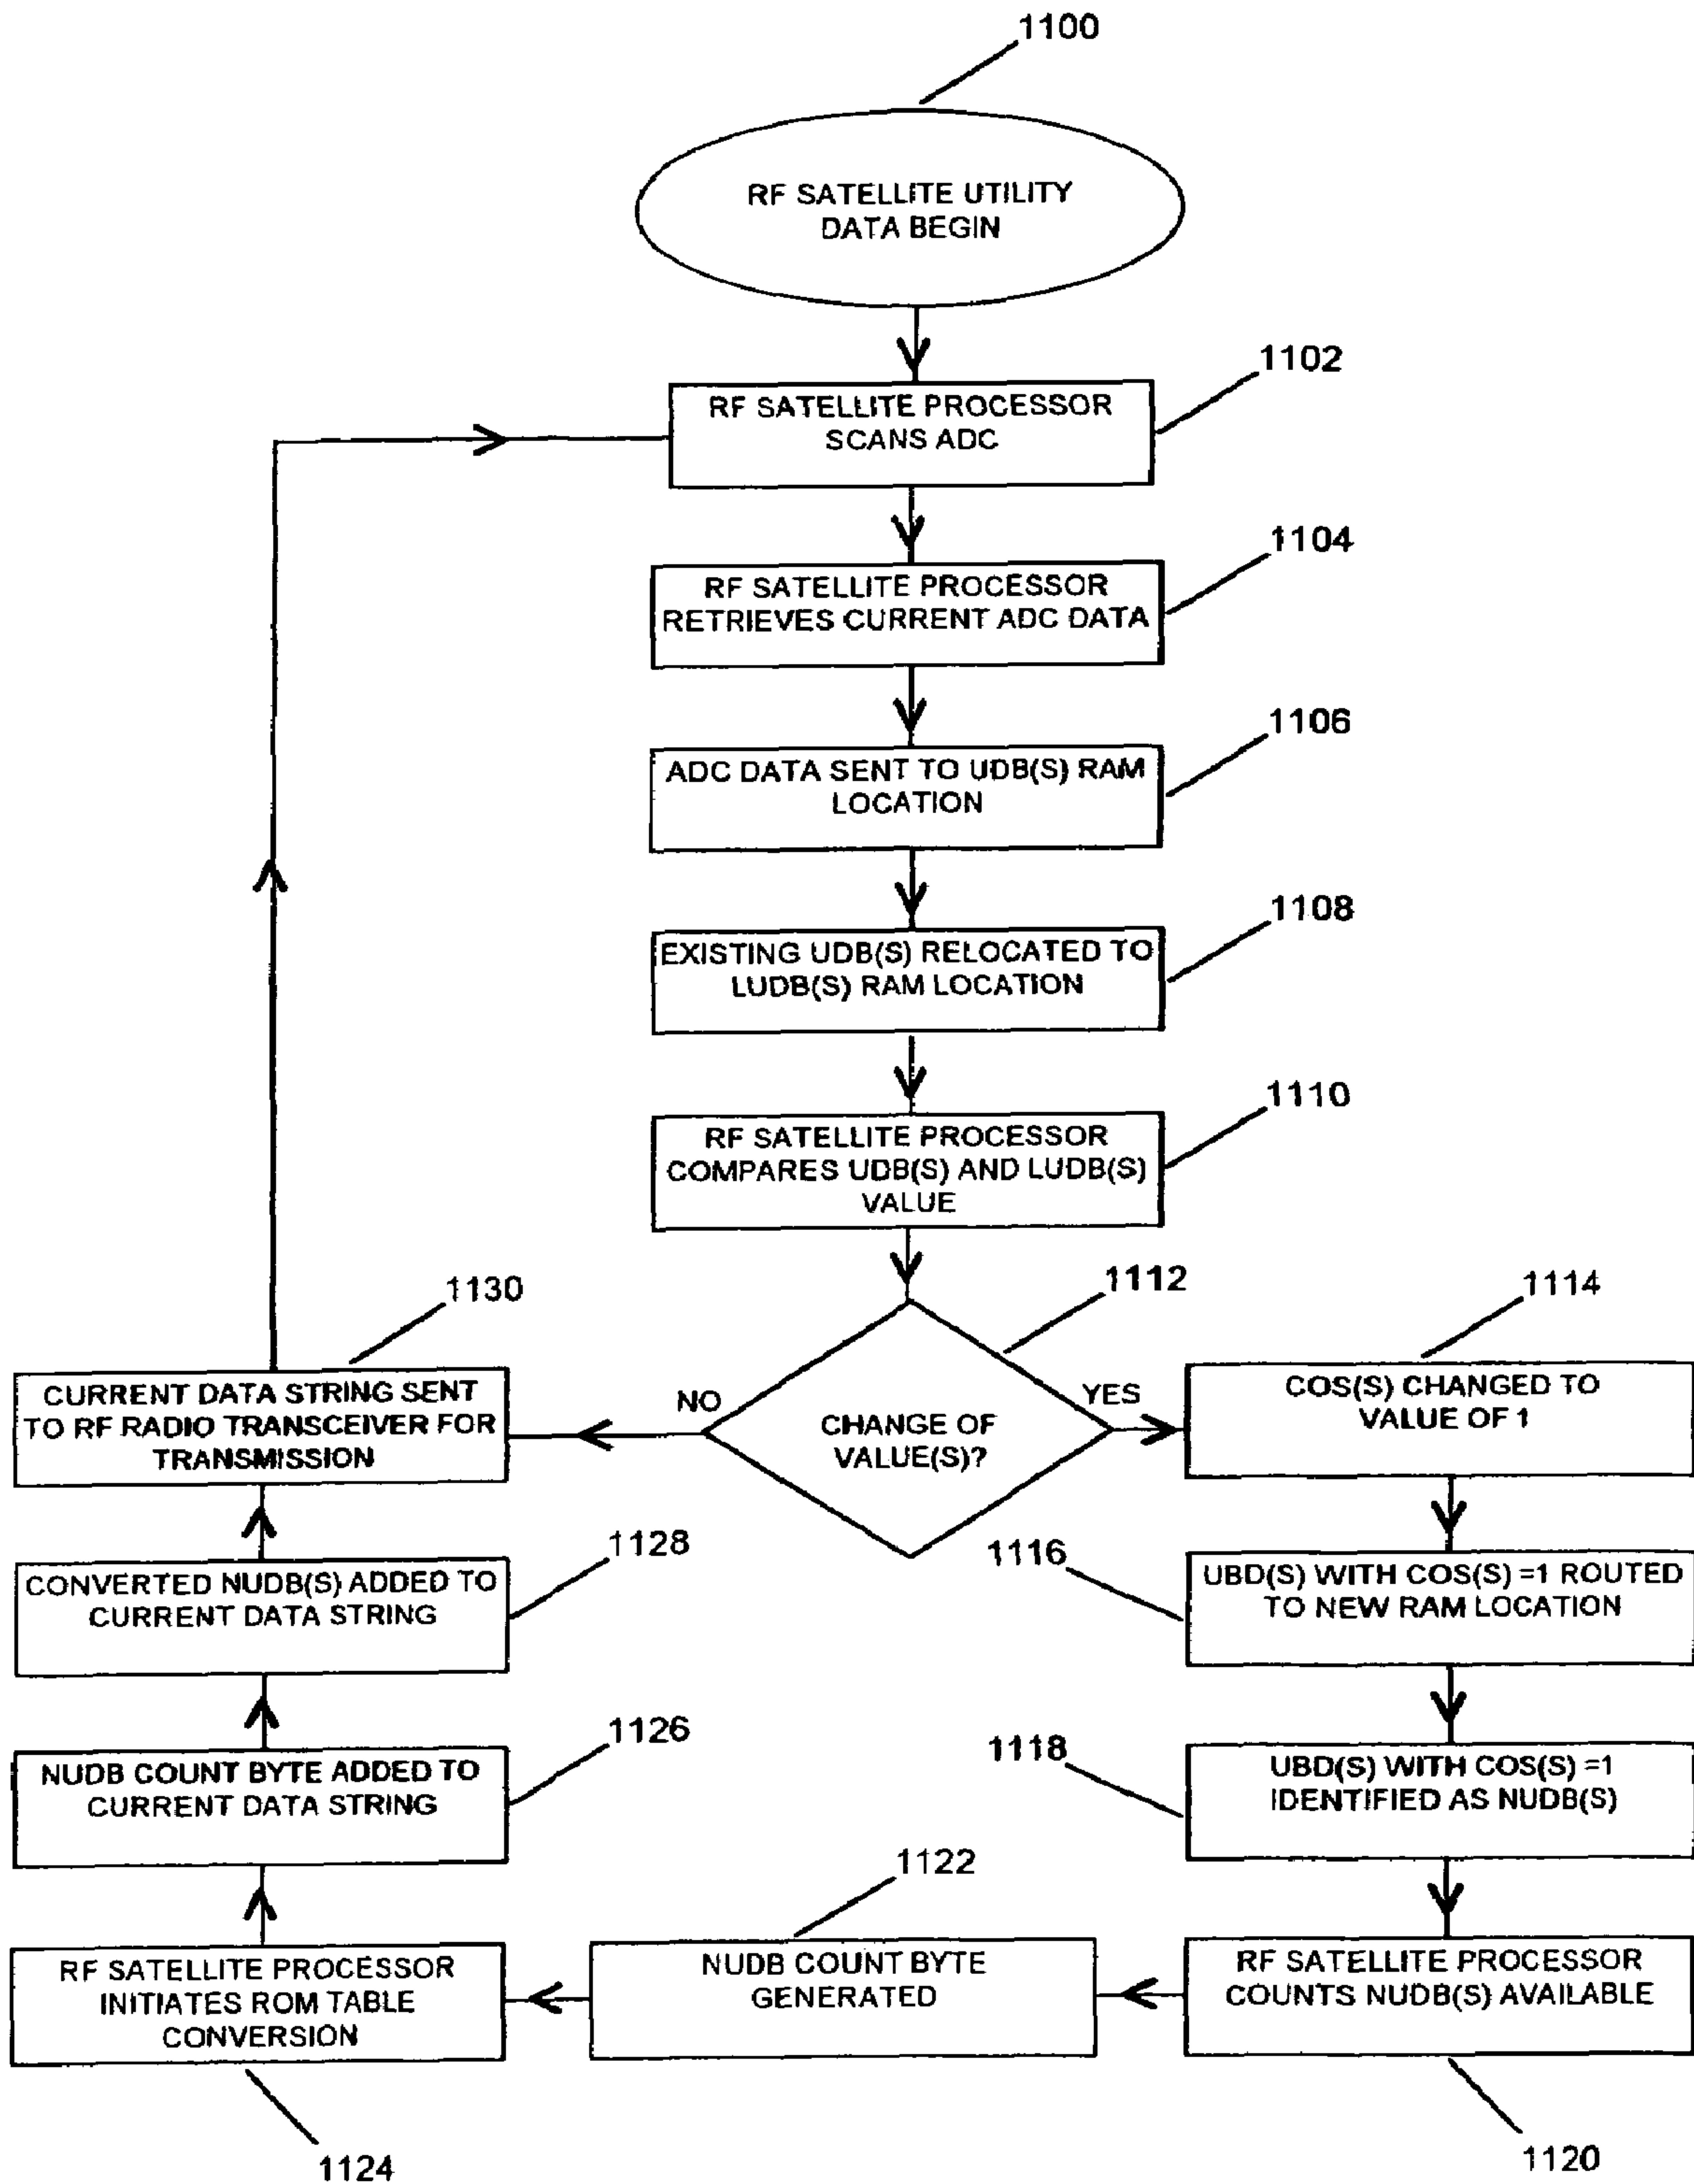 1100
RF SATELLITE UTILITY
DATA BEGIN
1102
RF SATELLITE PROCESSOR
SCANS ADC
1104
RF SATELLITE PROCESSOR
RETRIEVES CURRENT ADC DATA
1106
ADC DATA SENT TO UDB(S) RAM
LOCATION
1108
EXISTING UDB(S) RELOCATED TO
LUDB(S) RAM LOCATION
1110
RF SATELLITE PROCESSOR
COMPARES UDB(S) AND LUDB(S)
VALUE
1112
CHANGE OF
VALUE(S)?
NO
YES
1114
COS(S) CHANGED TO
VALUE OF 1
1116
UBD(S) WITH COS(S) =1 ROUTED
TO NEW RAM LOCATION
1118
UBD(S) WITH COS(S) =1
IDENTIFIED AS NUDB(S)
RF SATELLITE PROCESSOR
COUNTS NUDB(S) AVAILABLE
1120
1122
NUDB COUNT BYTE
GENERATED
RF SATELLITE PROCESSOR
INITIATES ROM TABLE
CONVERSION
1124
1126
NUDB COUNT BYTE ADDED TO
CURRENT DATA STRING
1128
CONVERTED NUDB(S) ADDED TO
CURRENT DATA STRING
1130
CURRENT DATA STRING SENT
TO RF RADIO TRANSCEIVER FOR
TRANSMISSION